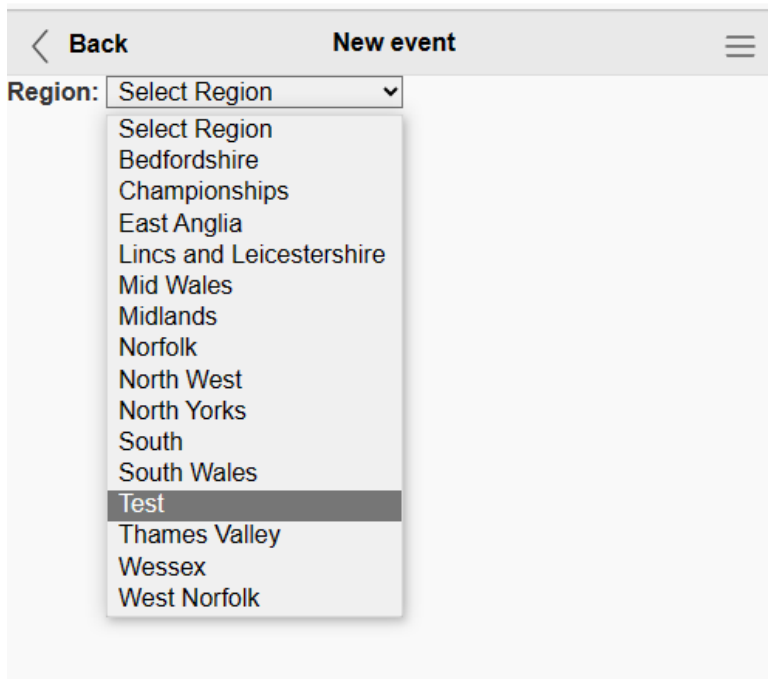 Back New event
Region: Select Region
Select Region
Bedfordshire
Championships
East Anglia
Lincs and Leicestershire
Mid Wales
Midlands
Norfolk
North West
North Yorks
South
South Wales
Test
Thames Valley
Wessex
West Norfolk